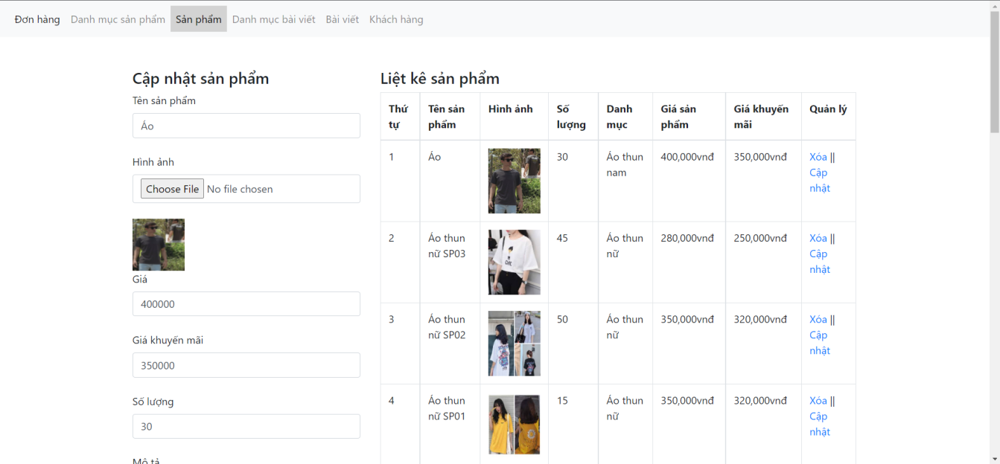 Đơn hàng Danh mục sản phẩm Sản phẩm Danh mục bài viết Bài viết Khách hàng
Cập nhật sản phẩm
Tên sản phẩm
Áo
Hình ảnh
Choose File No file chosen
Giá
400000
Giá khuyến mãi
350000
Số lượng
30
Mô tả
Liệt kê sản phẩm
Thứ tự Tên sản phẩm Hình ảnh Số lượng Danh mục Giá sản phẩm Giá khuyến mãi Quản lý
1 Áo 30 Áo thun nam 400,000vnđ 350,000vnđ Xóa || Cập nhật
2 Áo thun nữ SP03 45 Áo thun nữ 280,000vnđ 250,000vnđ Xóa || Cập nhật
3 Áo thun nữ SP02 50 Áo thun nữ 350,000vnđ 320,000vnđ Xóa || Cập nhật
4 Áo thun nữ SP01 15 Áo thun nữ 350,000vnđ 320,000vnđ Xóa || Cập nhật